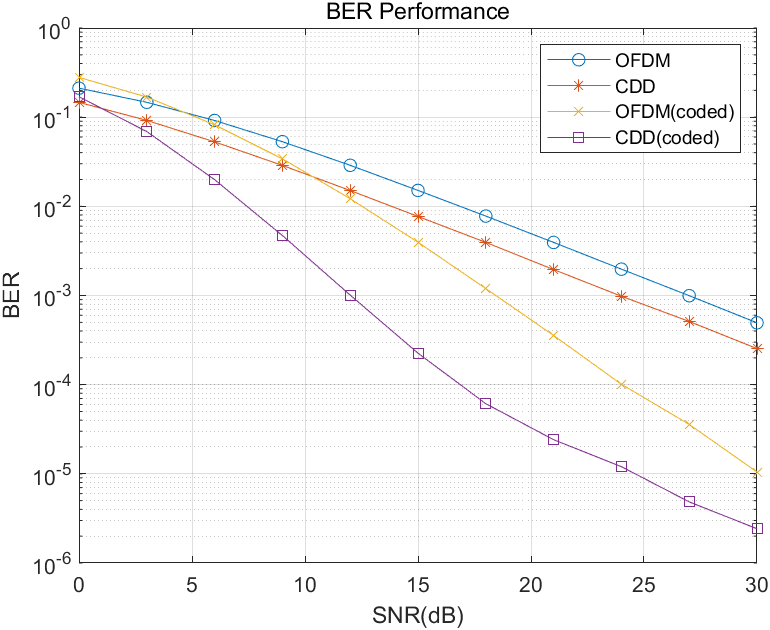 BER Performance
10^0
10^-1
10^-2
10^-3
10^-4
10^-5
10^-6
BER
OFDM
CDD
OFDM(coded)
CDD(coded)
0 5 10 15 20 25 30
SNR(dB)